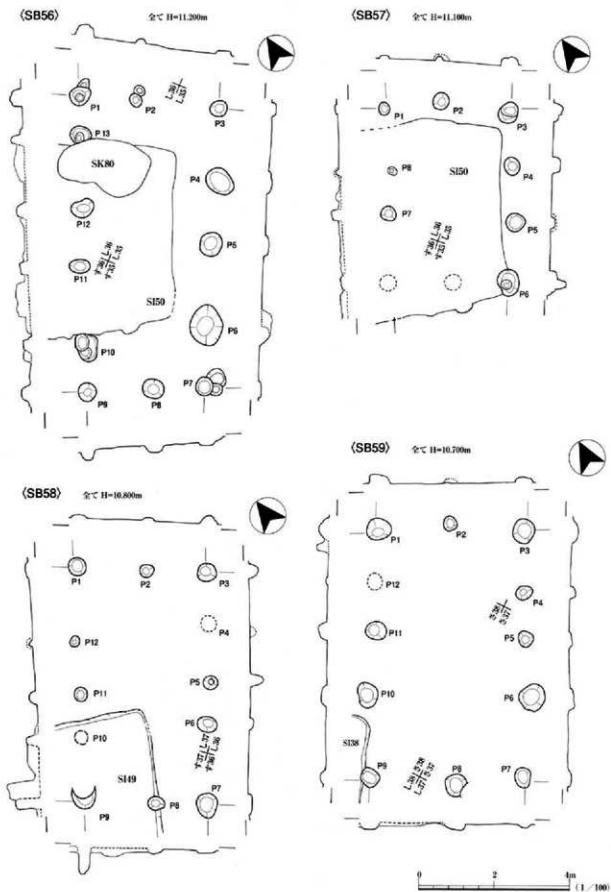 〈SB56〉 全て H=11.200m
P1
P2
P3
P13
SK80
P4
P12
P5
P11
SI50
P6
P10
P9
P8
P7
〈SB57〉 全て H=11.100m
P1
P2
P3
P8
SI50
P4
P7
P5
P6
〈SB58〉 全て H=10.800m
P1
P2
P3
P4
P12
P5
P11
P6
P10
SI49
P9
P8
P7
〈SB59〉 全て H=10.700m
P1
P2
P3
P12
P4
P11
P5
P10
P6
SI38
P9
P8
P7
0 2 4m
(1/100)